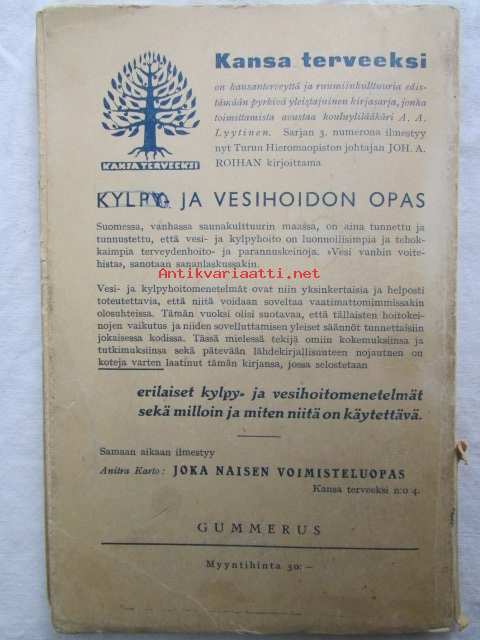 Kansa terveeksi
on kansanterveyttä ja ruumiinkulttuuria edis-
tämään pyrkivä yleistajuinen kirjasarja, jonka
toimittamista avustaa kouluylilääkäri A. A.
Lyytinen. Sarjan 3. numerona ilmestyy
nyt Turun Hieromaopiston johtajan JOH. A.
ROIHAN kirjoittama
KANSA TERVEEKSI
KYLPY- JA VESIHOIDON OPAS
Suomessa, vanhassa saunakulttuurin maassa, on aina tunnettu ja
tunnustettu, että vesi- ja kylpyhoito on luonnollisimpia ja tehok-
kaimpia terveydenhoito- ja parannuskeinoja. »Vesi vanhin voite-
hista», sanotaan sananlaskussakin.
Antikvariaatti.net
Vesi- ja kylpyhoitomenetelmät ovat niin yksinkertaisia ja helposti
toteutettavia, että niitä voidaan soveltaa vaatimattomimmissakin
olosuhteissa. Tämän vuoksi olisi suotavaa, että tällaisten hoitokei-
nojen vaikutus ja niiden sovelluttamisen yleiset säännöt tunnettaisiin
jokaisessa kodissa. Tässä mielessä tekijä omiin kokemuksiinsa ja
tutkimuksiinsa sekä pätevään lähdekirjallisuuteen nojautuen on
koteja varten laatinut tämän kirjansa, jossa selostetaan
erilaiset kylpy- ja vesihoitomenetelmät
sekä milloin ja miten niitä on käytettävä.
Samaan aikaan ilmestyy
Anitra Karto: JOKA NAISEN VOIMISTELUOPAS
Kansa terveeksi n:o 4.
GUMMERUS
Myyntihinta 30:—